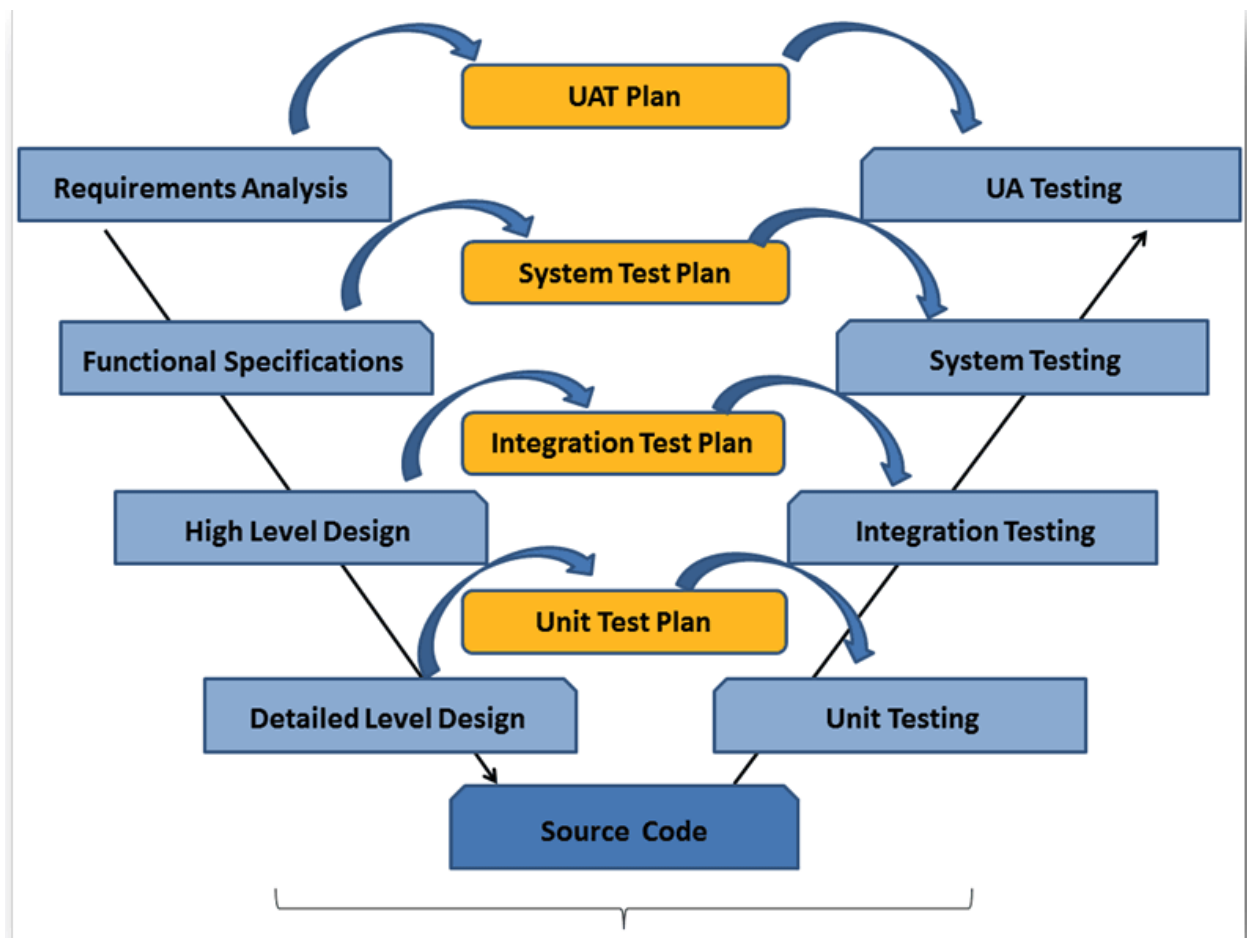 UAT Plan
Requirements Analysis
UA Testing
System Test Plan
Functional Specifications
System Testing
Integration Test Plan
High Level Design
Integration Testing
Unit Test Plan
Detailed Level Design
Unit Testing
Source Code